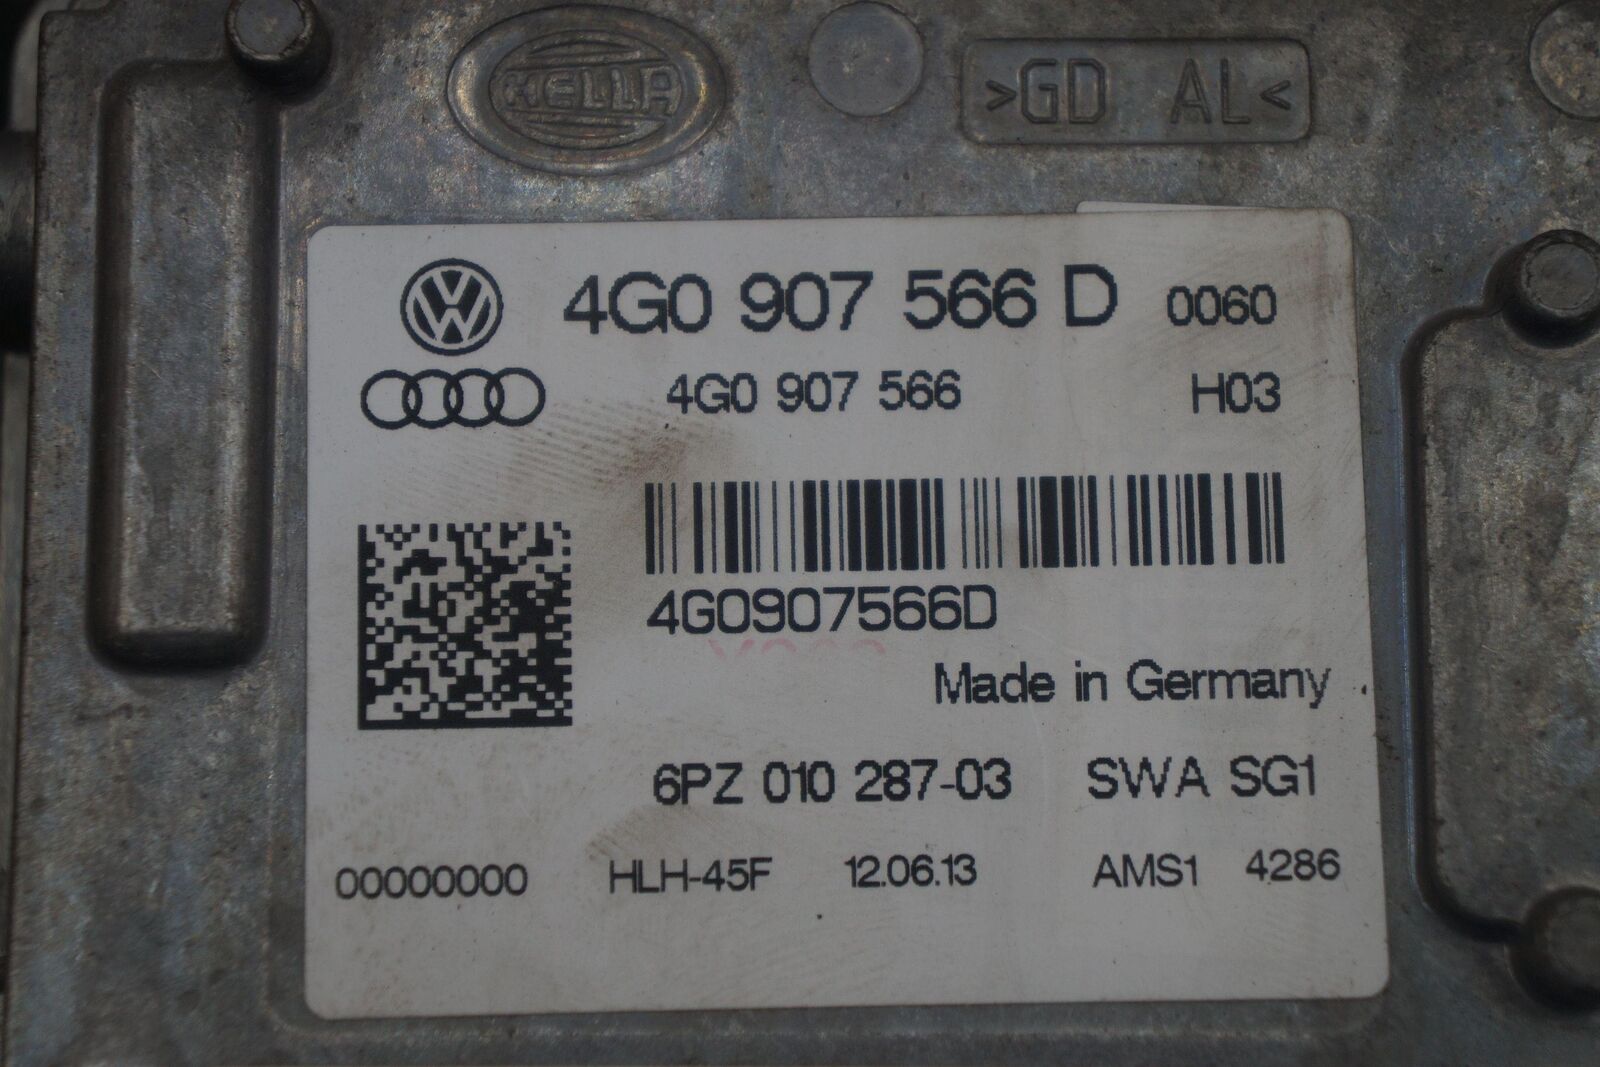 HELLA
>GD AL<
4G0 907 566 D 0060
4G0 907 566 H03
4G0907566D
Made in Germany
6PZ 010 287-03 SWA SG1
00000000 HLH-45F 12.06.13 AMS1 4286